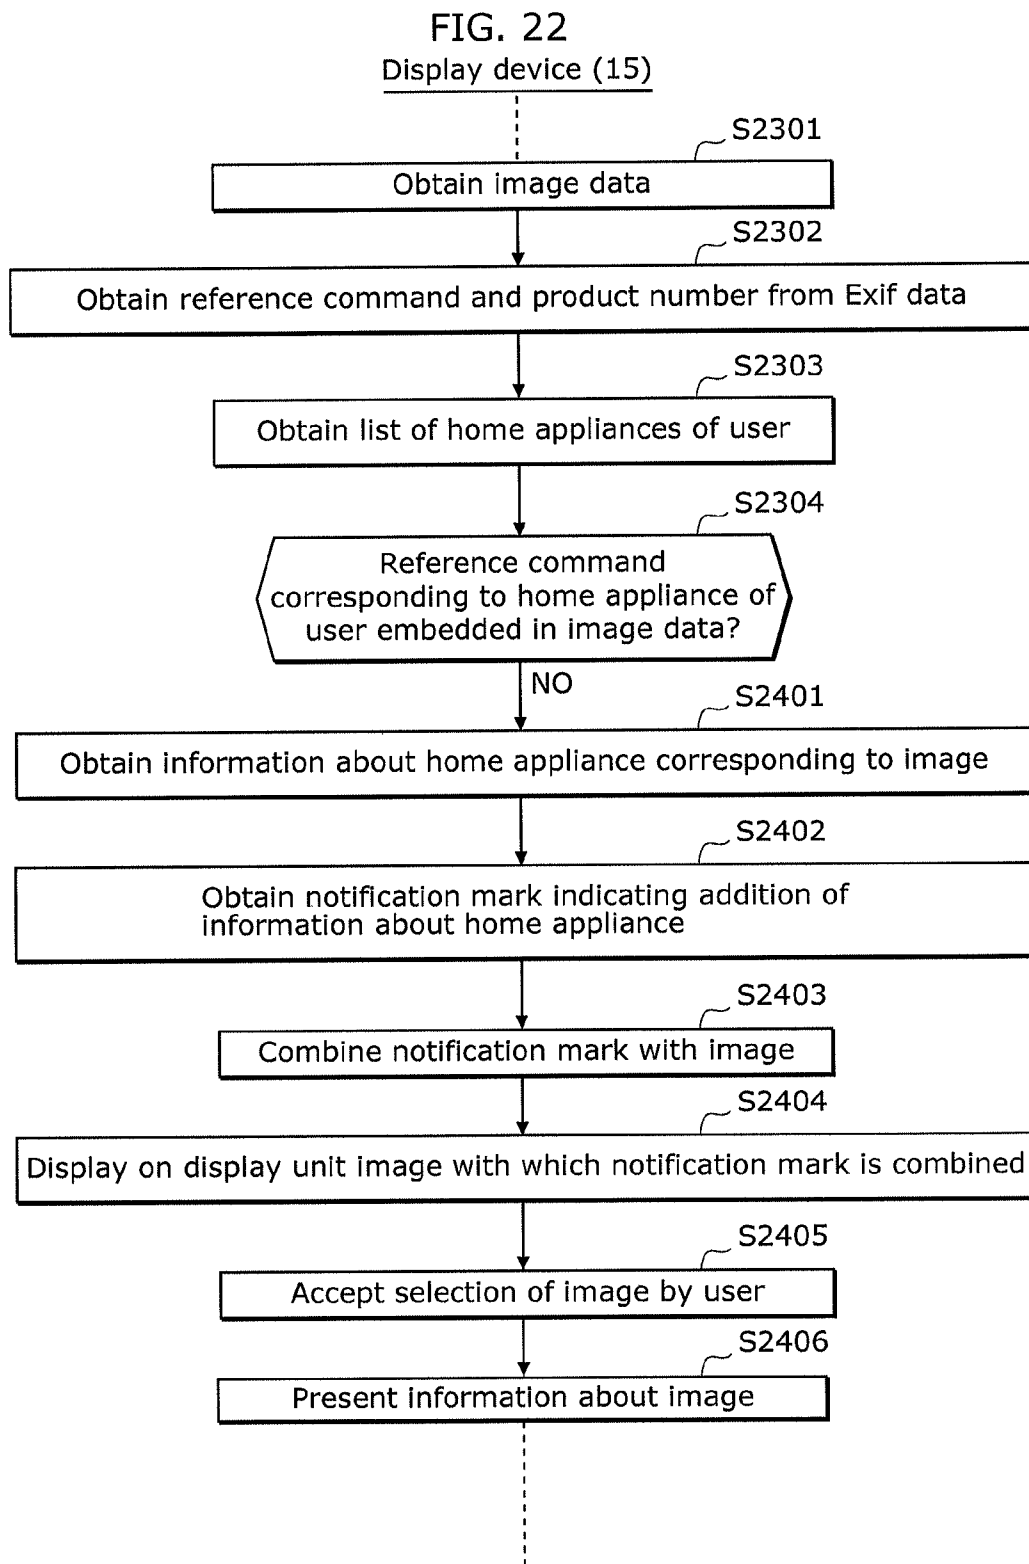 FIG. 22
Display device (15)
S2301
Obtain image data
S2302
Obtain reference command and product number from Exif data
S2303
Obtain list of home appliances of user
S2304
Reference command
corresponding to home appliance of
user embedded in image data?
NO
S2401
Obtain information about home appliance corresponding to image
S2402
Obtain notification mark indicating addition of
information about home appliance
S2403
Combine notification mark with image
S2404
Display on display unit image with which notification mark is combined
S2405
Accept selection of image by user
S2406
Present information about image